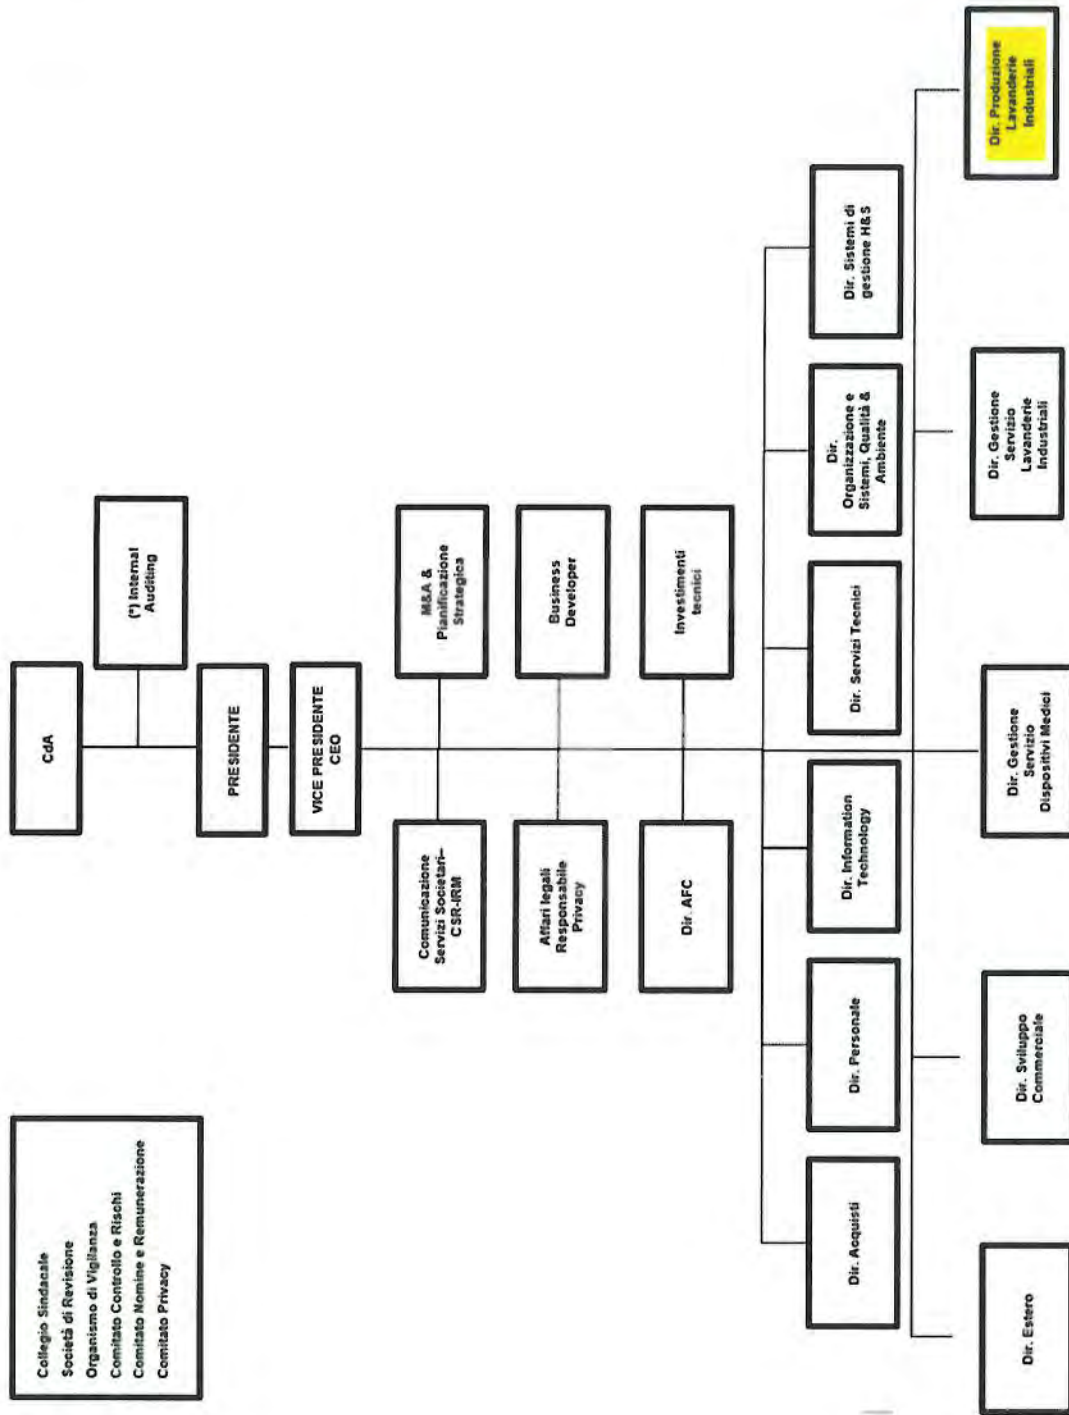 Collegio Sindacale
Società di Revisione
Organismo di Vigilanza
Comitato Controllo e Rischi
Comitato Nomine e Remunerazione
Comitato Privacy
CdA
(*) Internal
Auditing
PRESIDENTE
VICE PRESIDENTE
CEO
Comunicazione
Servizi Societari–
CSR-IRM
M&A &
Pianificazione
Strategica
Affari legali
Responsabile
Privacy
Business
Developer
Dir. AFC
Investimenti
tecnici
Dir. Acquisti
Dir. Personale
Dir. Information
Technology
Dir. Servizi Tecnici
Dir.
Organizzazione e
Sistemi, Qualità &
Ambiente
Dir. Sistemi di
gestione H&S
Dir. Estero
Dir. Sviluppo
Commerciale
Dir. Gestione
Servizio
Dispositivi Medici
Dir. Gestione
Servizio
Lavanderie
Industriali
Dir. Produzione
Lavanderie
Industriali